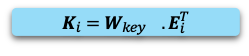 K_i = W_key . E_i^T